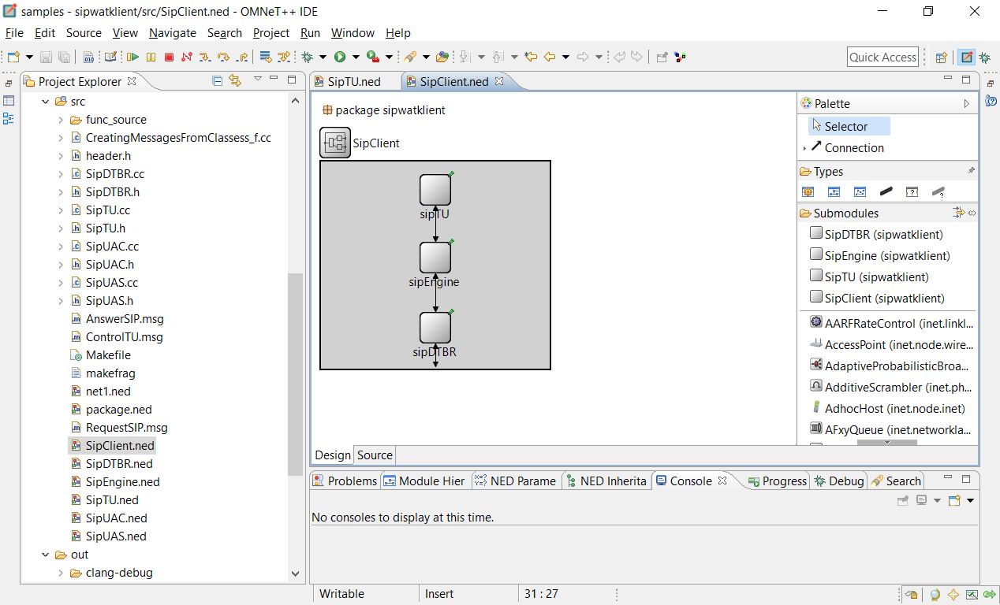 samples - sipwatklient/src/SipClient.ned - OMNeT++ IDE
File Edit Source View Navigate Search Project Run Window Help
Quick Access
Project Explorer
src
func_source
CreatingMessagesFromClassess_f.cc
header.h
SipDTBR.cc
SipDTBR.h
SipTU.cc
SipTU.h
SipUAC.cc
SipUAC.h
SipUAS.cc
SipUAS.h
AnswerSIP.msg
ControlTU.msg
Makefile
makefrag
net1.ned
package.ned
RequestSIP.msg
SipClient.ned
SipDTBR.ned
SipEngine.ned
SipTU.ned
SipUAC.ned
SipUAS.ned
out
clang-debug
SipTU.ned SipClient.ned
package sipwatklient
SipClient
sipTU
sipEngine
sipDTBR
Palette
Selector
Connection
Types
Submodules
SipDTBR (sipwatklient)
SipEngine (sipwatklient)
SipTU (sipwatklient)
SipClient (sipwatklient)
AARFRateControl (inet.linkl...
AccessPoint (inet.node.wire...
AdaptiveProbabilisticBroa...
AdditiveScrambler (inet.ph...
AdhocHost (inet.node.inet)
AFxyQueue (inet.networkla...
Design Source
Problems Module Hier NED Parame NED Inherita Console Progress Debug Search
No consoles to display at this time.
Writable Insert 31 : 27